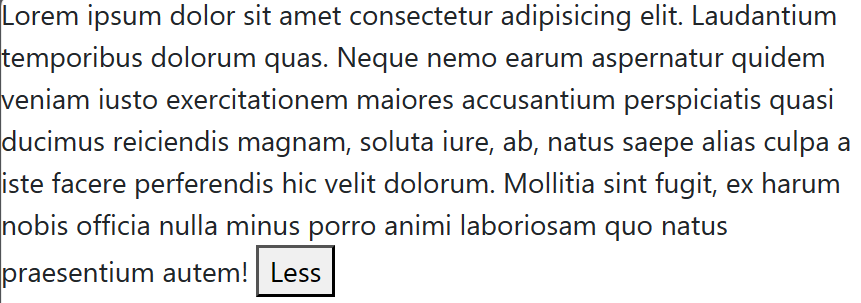 Lorem ipsum dolor sit amet consectetur adipisicing elit. Laudantium
temporibus dolorum quas. Neque nemo earum aspernatur quidem
veniam iusto exercitationem maiores accusantium perspiciatis quasi
ducimus reiciendis magnam, soluta iure, ab, natus saepe alias culpa a
iste facere perferendis hic velit dolorum. Mollitia sint fugit, ex harum
nobis officia nulla minus porro animi laboriosam quo natus
praesentium autem! Less